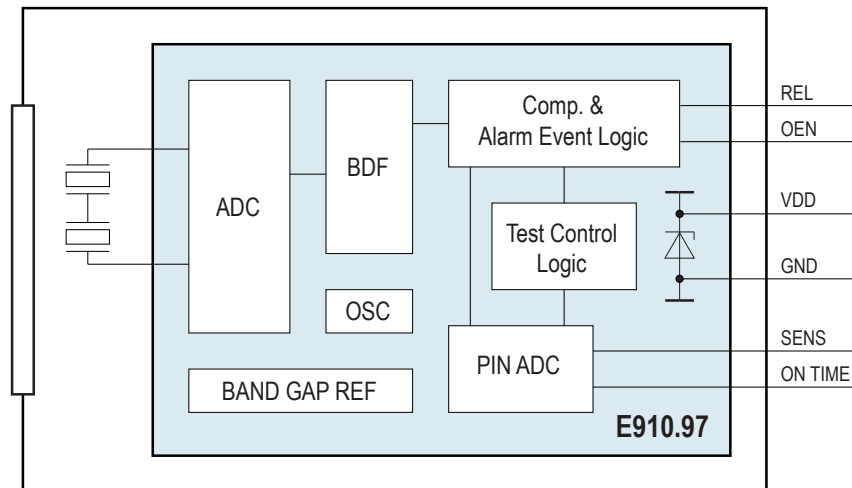 REL
Comp. &
Alarm Event Logic
OEN
BDF
ADC
VDD
Test Control
Logic
GND
OSC
SENS
PIN ADC
ON TIME
BAND GAP REF
E910.97